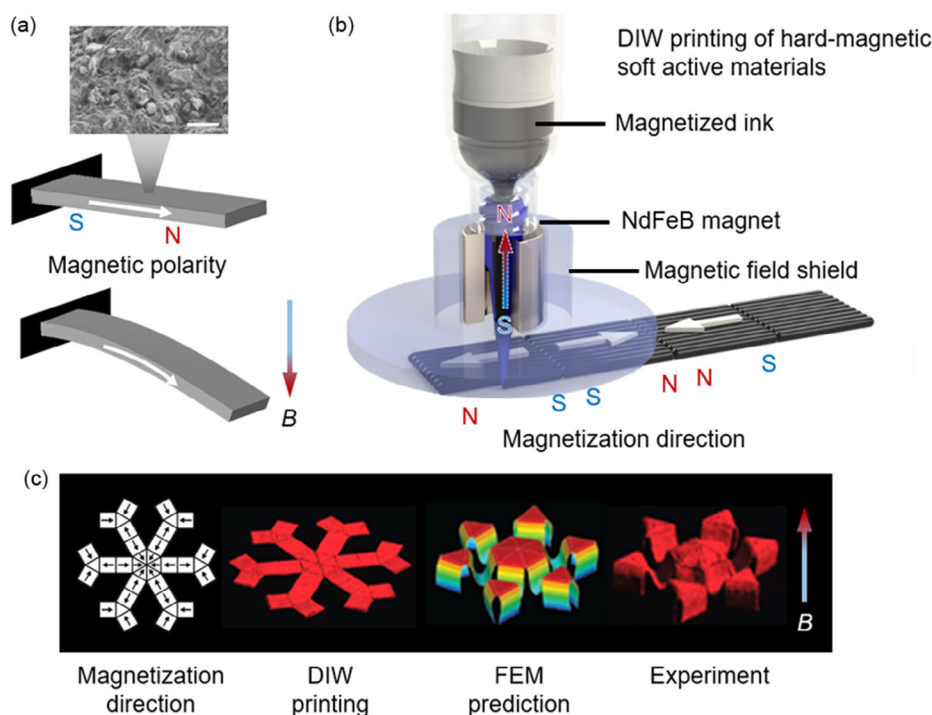 (a)
S
N
Magnetic polarity
B
(b)
DIW printing of hard-magnetic
soft active materials
Magnetized ink
N
NdFeB magnet
Magnetic field shield
S
N
S
S
N
N
S
Magnetization direction
(c)
B
Magnetization
direction
DIW
printing
FEM
prediction
Experiment